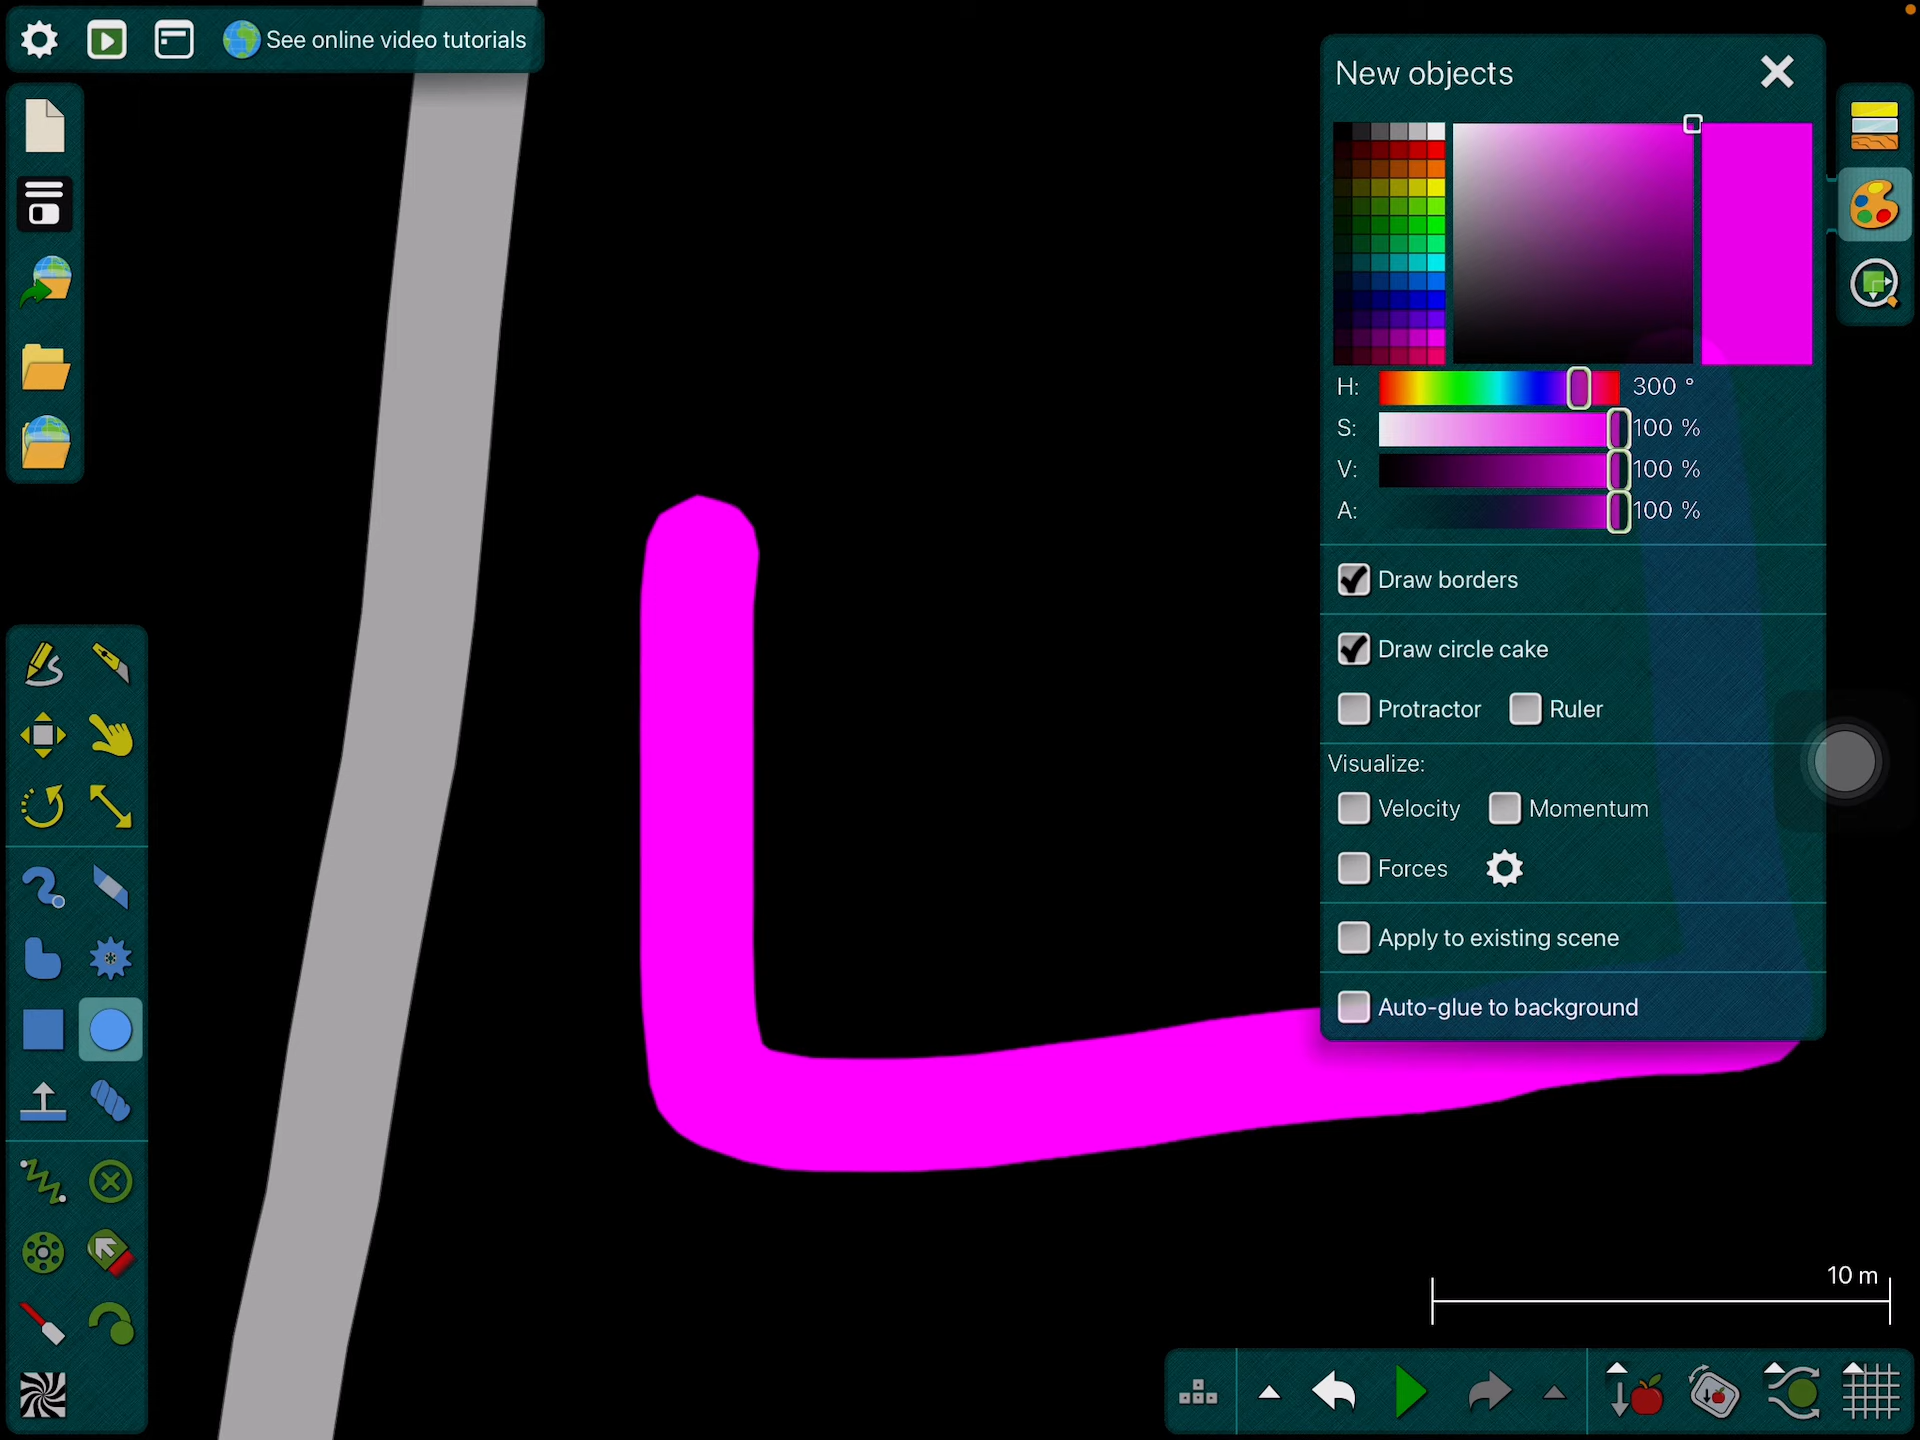 See online video tutorials
New objects
H: 300 °
S: 100 %
V: 100 %
A: 100 %
Draw borders
Draw circle cake
Protractor Ruler
Visualize:
Velocity Momentum
Forces
Apply to existing scene
Auto-glue to background
10 m